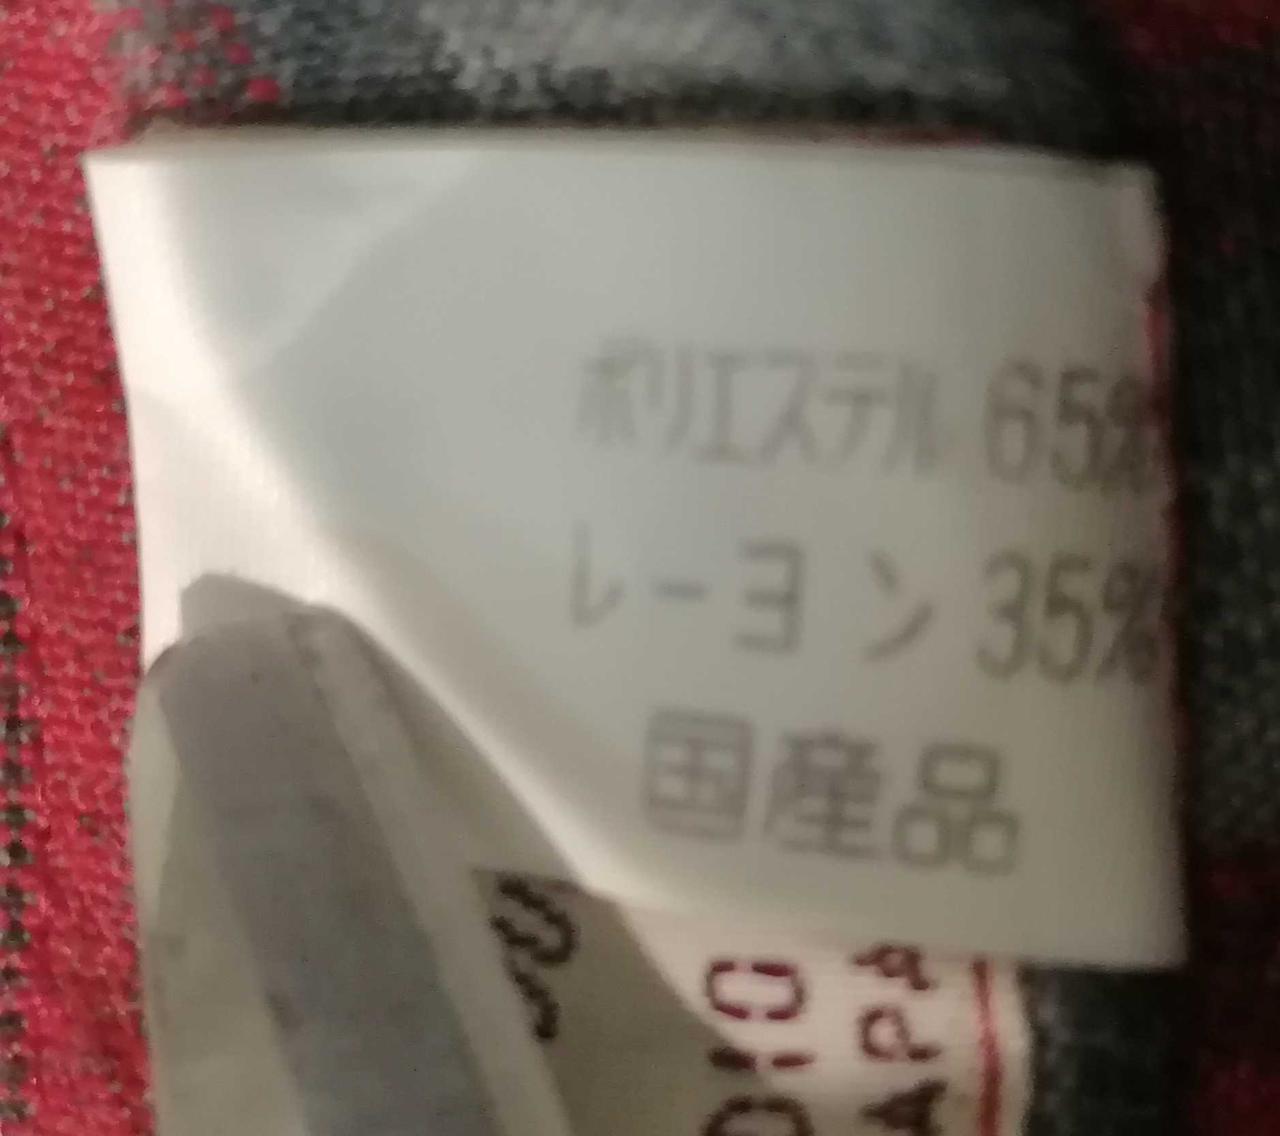 ポリエステル 65%
レーヨン 35%
国産品